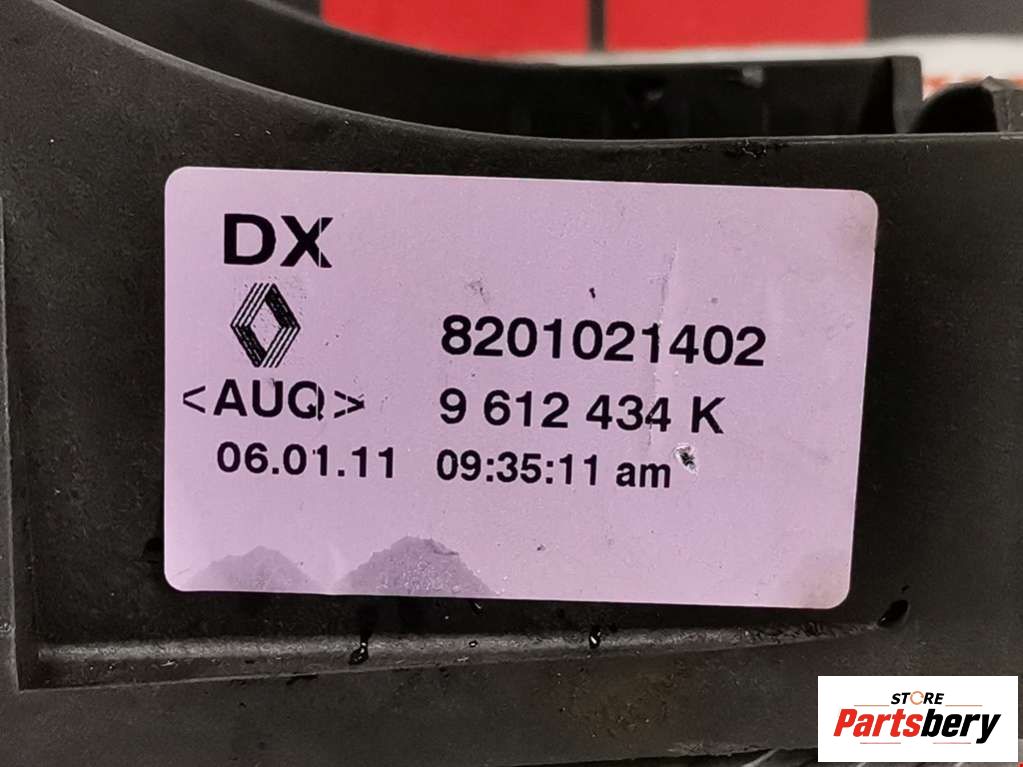 DX
8201021402
<AUQ> 9 612 434 K
06.01.11 09:35:11 am
STORE
Partsbery